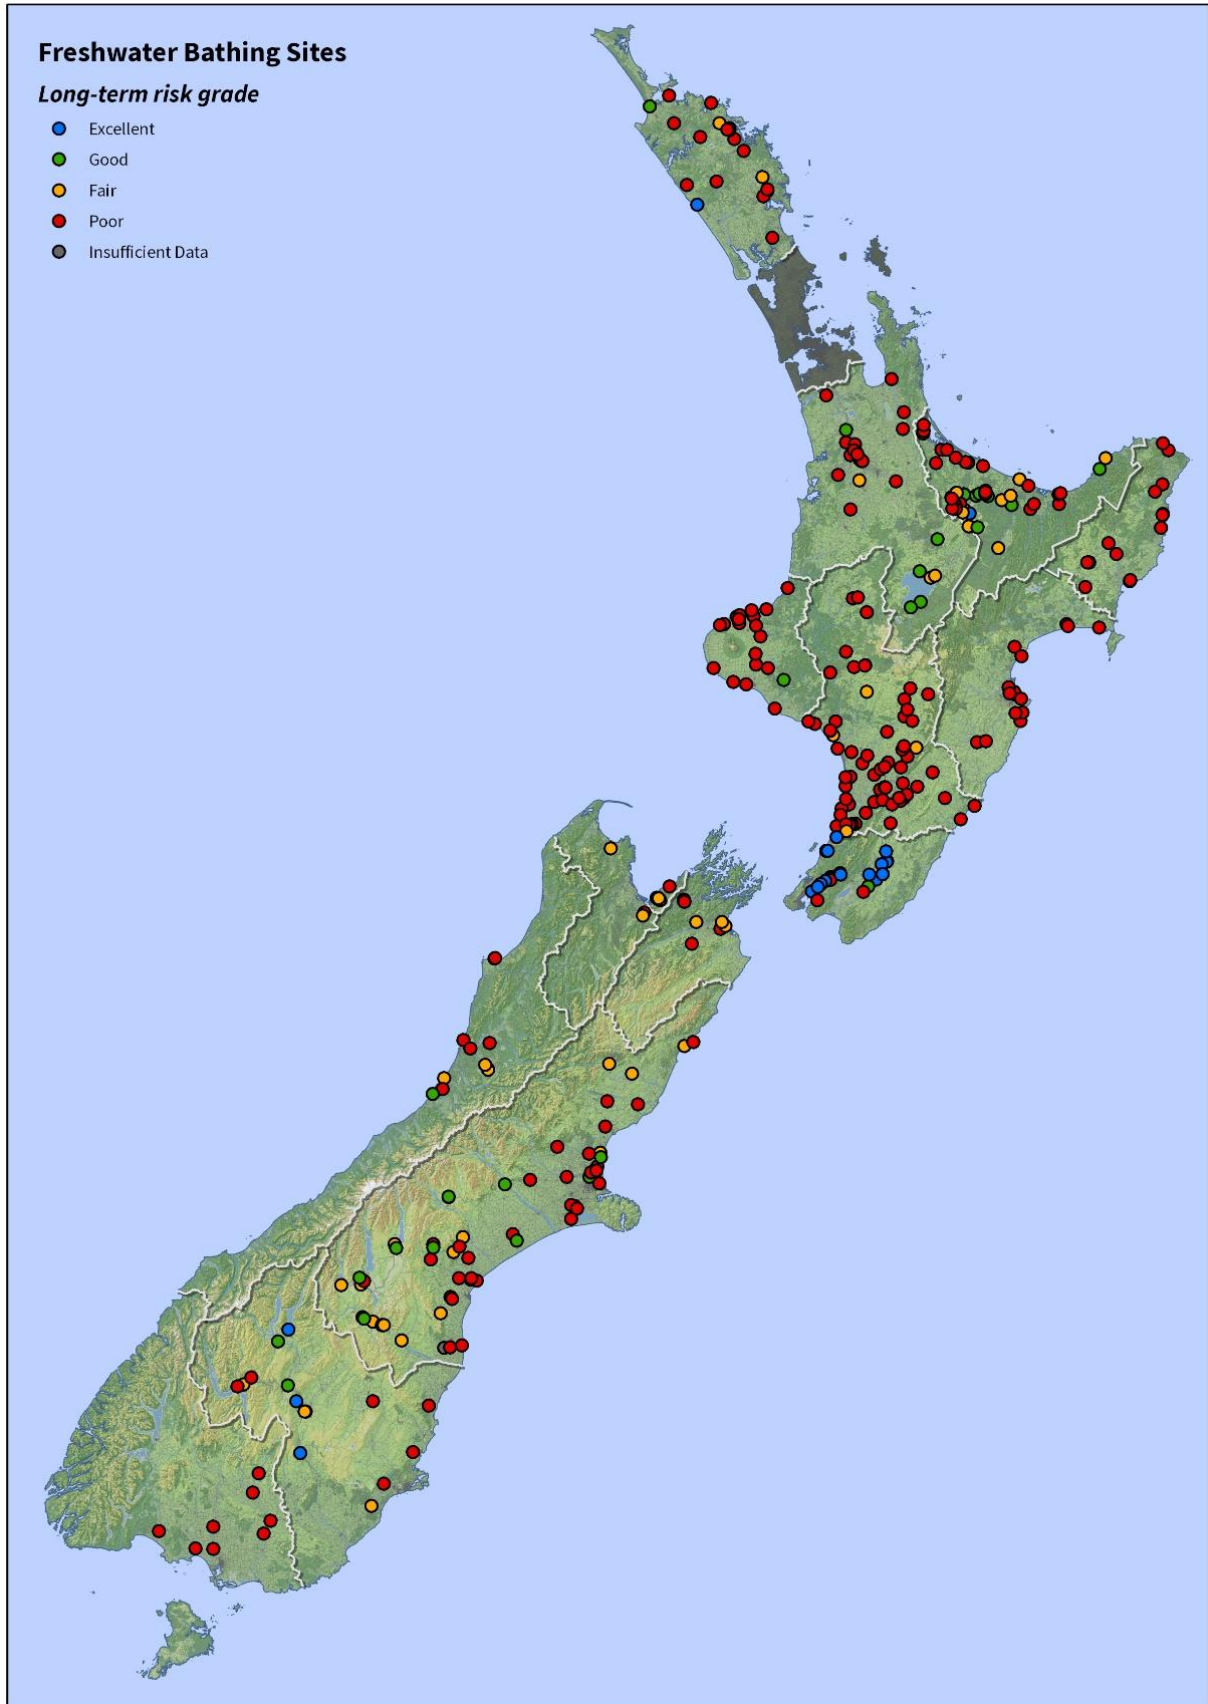 Freshwater Bathing Sites
Long-term risk grade
Excellent
Good
Fair
Poor
Insufficient Data